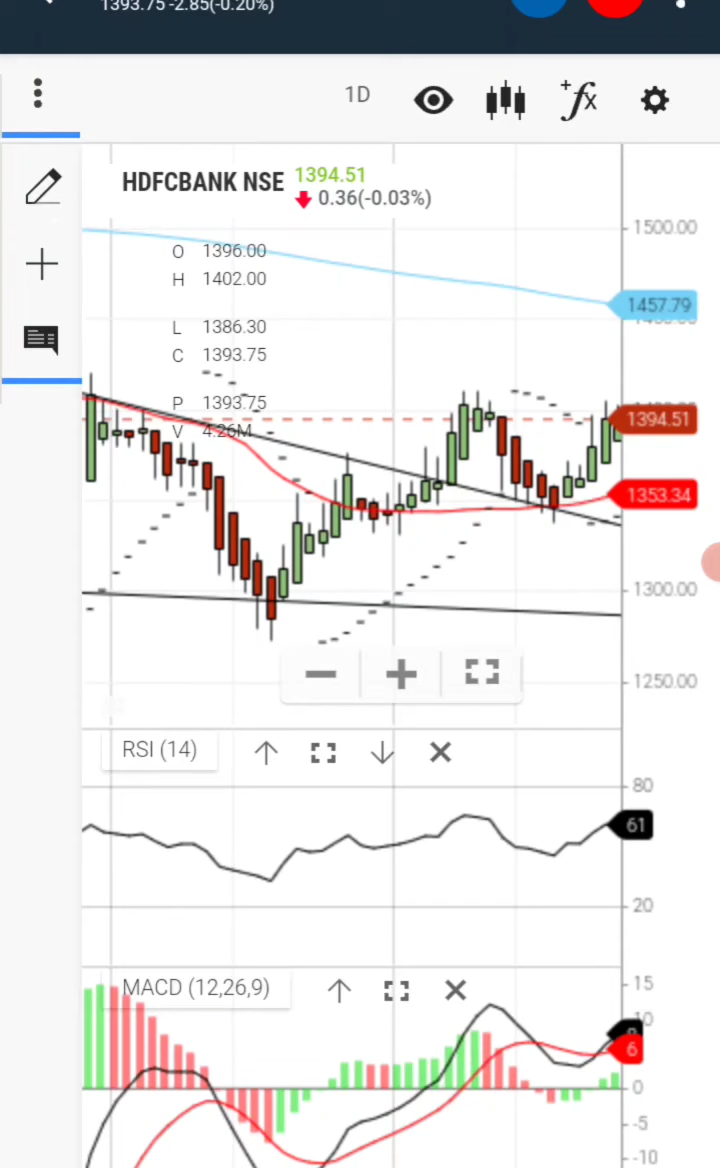 1393.75 -2.85(-0.20%)
1D
+fx
HDFCBANK NSE 1394.51
0.36(-0.03%)
O 1396.00
H 1402.00
L 1386.30
C 1393.75
P 1393.75
V 4.26M
1500.00
1457.79
1394.51
1353.34
1300.00
1250.00
RSI (14)
80
61
20
MACD (12,26,9)
15
10
6
0
-5
-10